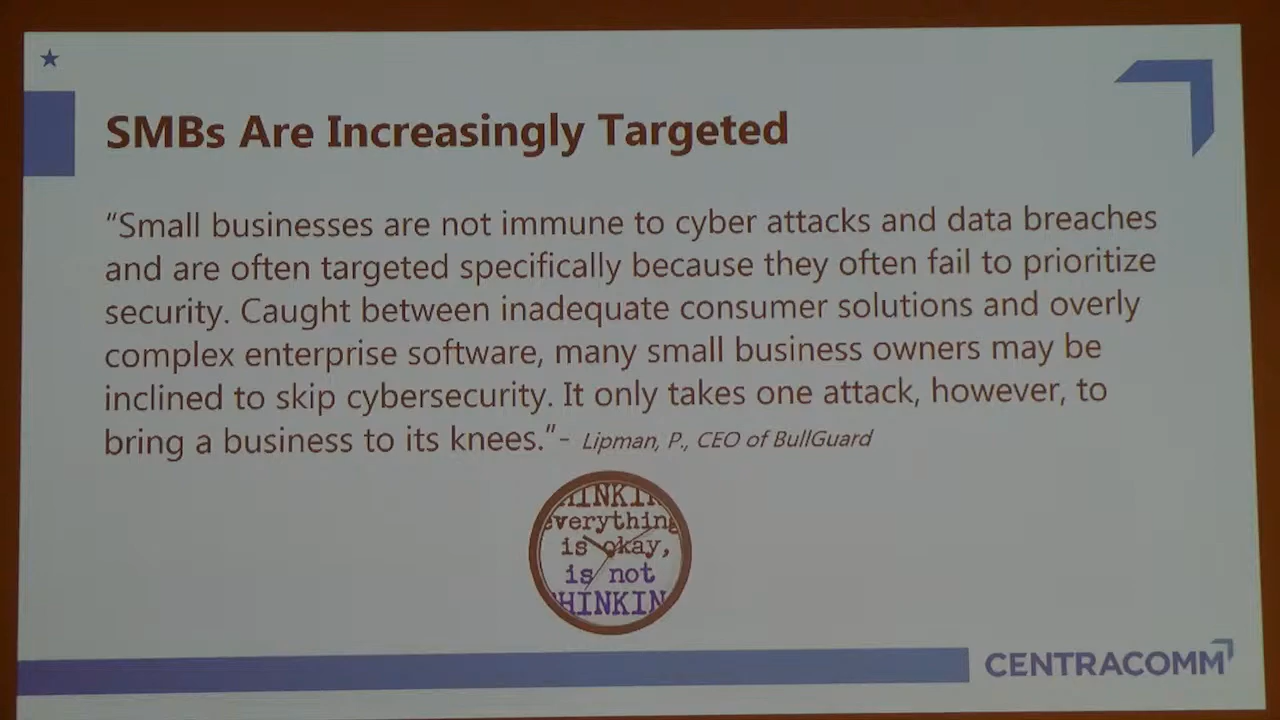 SMBs Are Increasingly Targeted
“Small businesses are not immune to cyber attacks and data breaches
and are often targeted specifically because they often fail to prioritize
security. Caught between inadequate consumer solutions and overly
complex enterprise software, many small business owners may be
inclined to skip cybersecurity. It only takes one attack, however, to
bring a business to its knees.”- Lipman, P., CEO of BullGuard
HINKIN
everything
is okay,
is not
HINKIN
CENTRACOMM